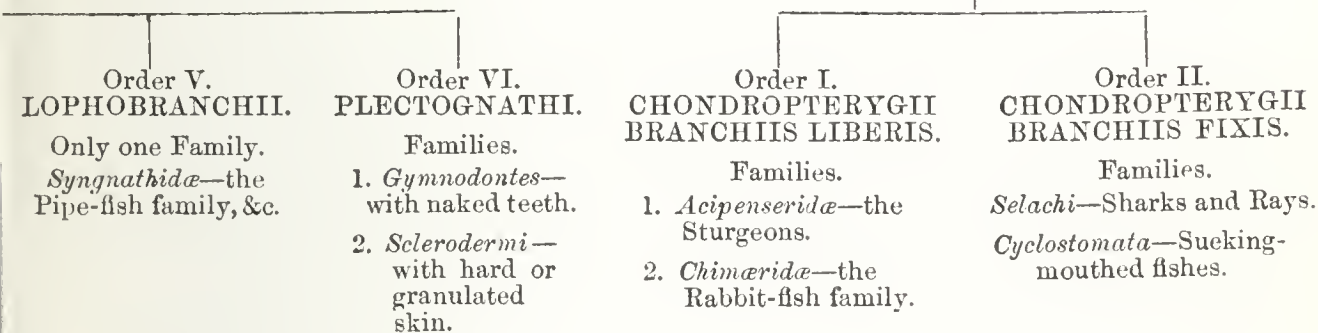 Order V.
LOPHOBRANCHII.
Only one Family.
Syngnathidæ—the
Pipe-fish family, &c.
Order VI.
PLECTOGNATHI.
Families.
1. Gymnodontes—
with naked teeth.
2. Sclerodermi—
with hard or
granulated
skin.
Order I.
CHONDROPTERYGII
BRANCHIIS LIBERIS.
Families.
1. Acipenseridæ—the
Sturgeons.
2. Chimæridæ—the
Rabbit-fish family.
Order II.
CHONDROPTERYGII
BRANCHIIS FIXIS.
Families.
Selachi—Sharks and Rays.
Cyclostomata—Sucking-
mouthed fishes.